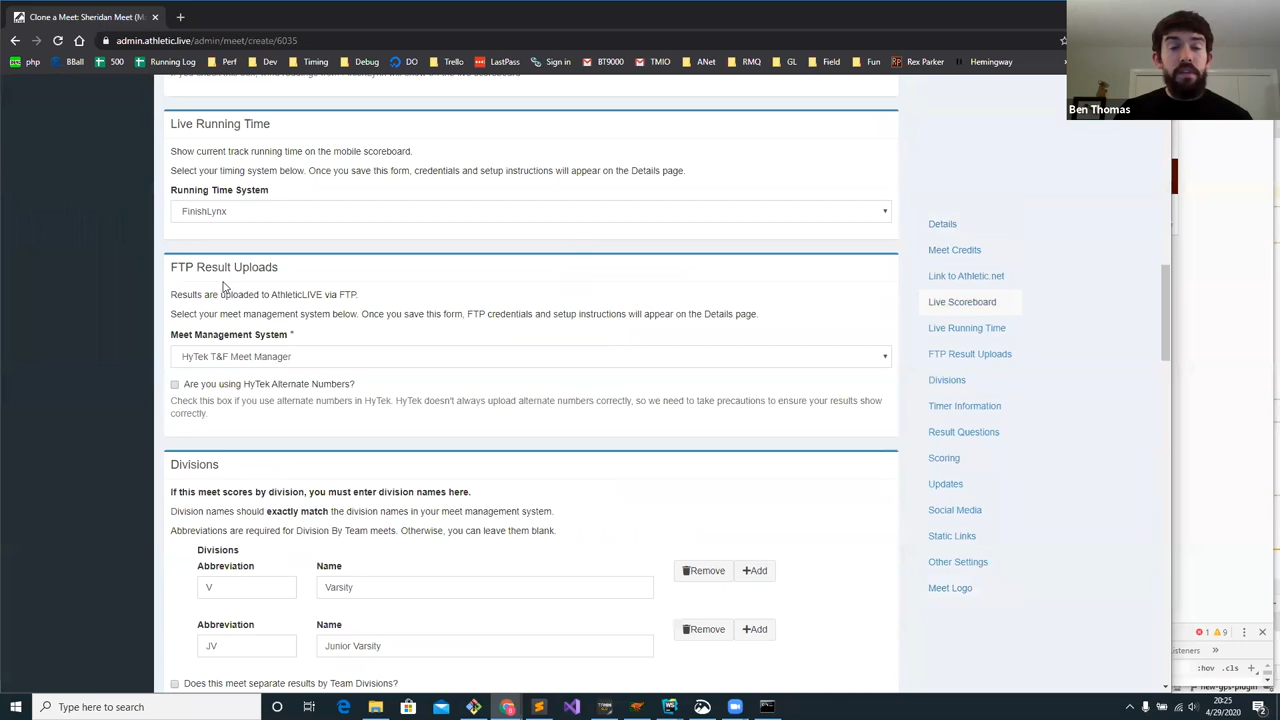 Clone a Meet: Sheridan Meet (Ma
admin.athletic.live/admin/meet/create/6035
php
BBall
500
Running Log
Perf
Dev
Timing
Debug
DO
Trello
LastPass
Sign in
BT9000
TMIO
ANet
RMQ
GL
Field
Fun
Rex Parker
Hemingway
Ben Thomas
Live Running Time
Show current track running time on the mobile scoreboard.
Select your timing system below. Once you save this form, credentials and setup instructions will appear on the Details page.
Running Time System
FinishLynx
FTP Result Uploads
Results are uploaded to AthleticLIVE via FTP.
Select your meet management system below. Once you save this form, FTP credentials and setup instructions will appear on the Details page.
Meet Management System *
HyTek T&F Meet Manager
Are you using HyTek Alternate Numbers?
Check this box if you use alternate numbers in HyTek. HyTek doesn't always upload alternate numbers correctly, so we need to take precautions to ensure your results show
correctly.
Divisions
If this meet scores by division, you must enter division names here.
Division names should exactly match the division names in your meet management system.
Abbreviations are required for Division By Team meets. Otherwise, you can leave them blank.
Divisions
Abbreviation Name
V Varsity Remove +Add
Abbreviation Name
JV Junior Varsity Remove +Add
Does this meet separate results by Team Divisions?
Details
Meet Credits
Link to Athletic.net
Live Scoreboard
Live Running Time
FTP Result Uploads
Divisions
Timer Information
Result Questions
Scoring
Updates
Social Media
Static Links
Other Settings
Meet Logo
1 9
isteners
:hov .cls
new-gps-plugin
Type here to search
20:25
4/29/2020